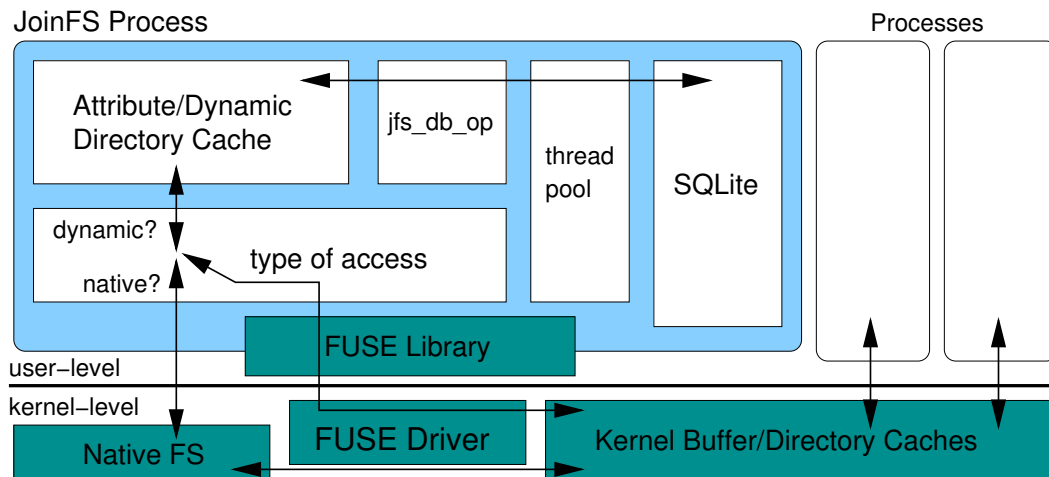 JoinFS Process
Processes
Attribute/Dynamic
Directory Cache
jfs_db_op
thread
pool
SQLite
dynamic?
type of access
native?
FUSE Library
user−level
kernel−level
Native FS
FUSE Driver
Kernel Buffer/Directory Caches